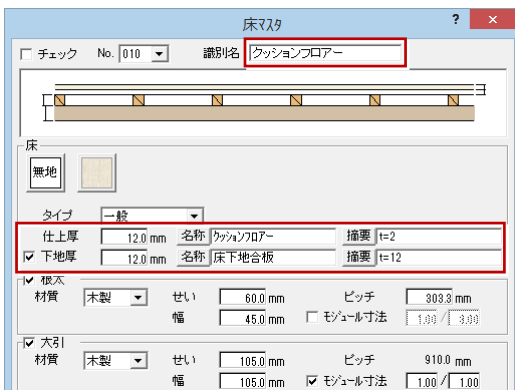 床マスタ ? ×
チェック No. 010 識別名 クッションフロアー
床
無地
タイプ 一般
仕上厚 12.0 mm 名称 クッションフロアー 摘要 t=2
下地厚 12.0 mm 名称 床下地合板 摘要 t=12
根太
材質 木製 せい 60.0 mm ピッチ 303.3 mm
幅 45.0 mm モジュール寸法 1.00 / 3.00
大引
材質 木製 せい 105.0 mm ピッチ 910.0 mm
幅 105.0 mm モジュール寸法 1.00 / 1.00